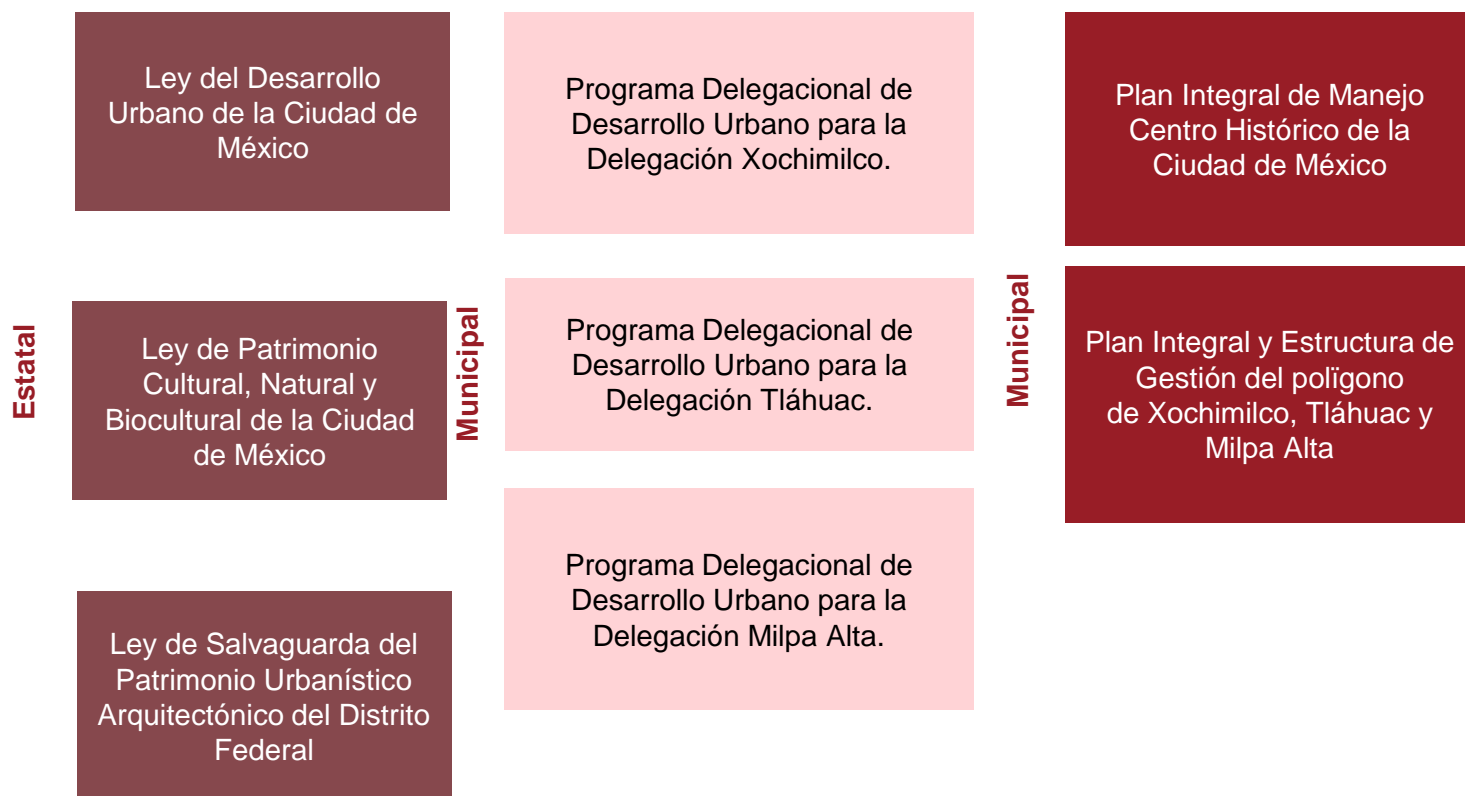 Estatal
Ley del Desarrollo
Urbano de la Ciudad de
México
Ley de Patrimonio
Cultural, Natural y
Biocultural de la Ciudad
de México
Ley de Salvaguarda del
Patrimonio Urbanístico
Arquitectónico del Distrito
Federal
Municipal
Programa Delegacional de
Desarrollo Urbano para la
Delegación Xochimilco.
Programa Delegacional de
Desarrollo Urbano para la
Delegación Tláhuac.
Programa Delegacional de
Desarrollo Urbano para la
Delegación Milpa Alta.
Municipal
Plan Integral de Manejo
Centro Histórico de la
Ciudad de México
Plan Integral y Estructura de
Gestión del polïgono
de Xochimilco, Tláhuac y
Milpa Alta